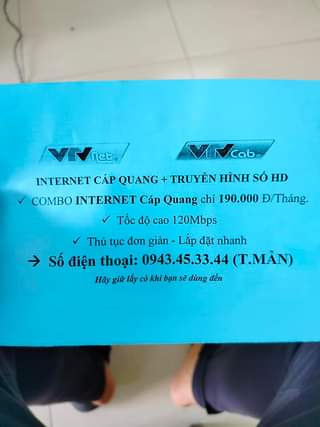 VTVnet VTVCab
INTERNET CÁP QUANG + TRUYỀN HÌNH SỐ HD
✓ COMBO INTERNET Cáp Quang chỉ 190.000 Đ/Tháng.
✓ Tốc độ cao 120Mbps
✓ Thủ tục đơn giản - Lắp đặt nhanh
→ Số điện thoại: 0943.45.33.44 (T.MẪN)
Hãy giữ lấy có khi bạn sẽ dùng đến